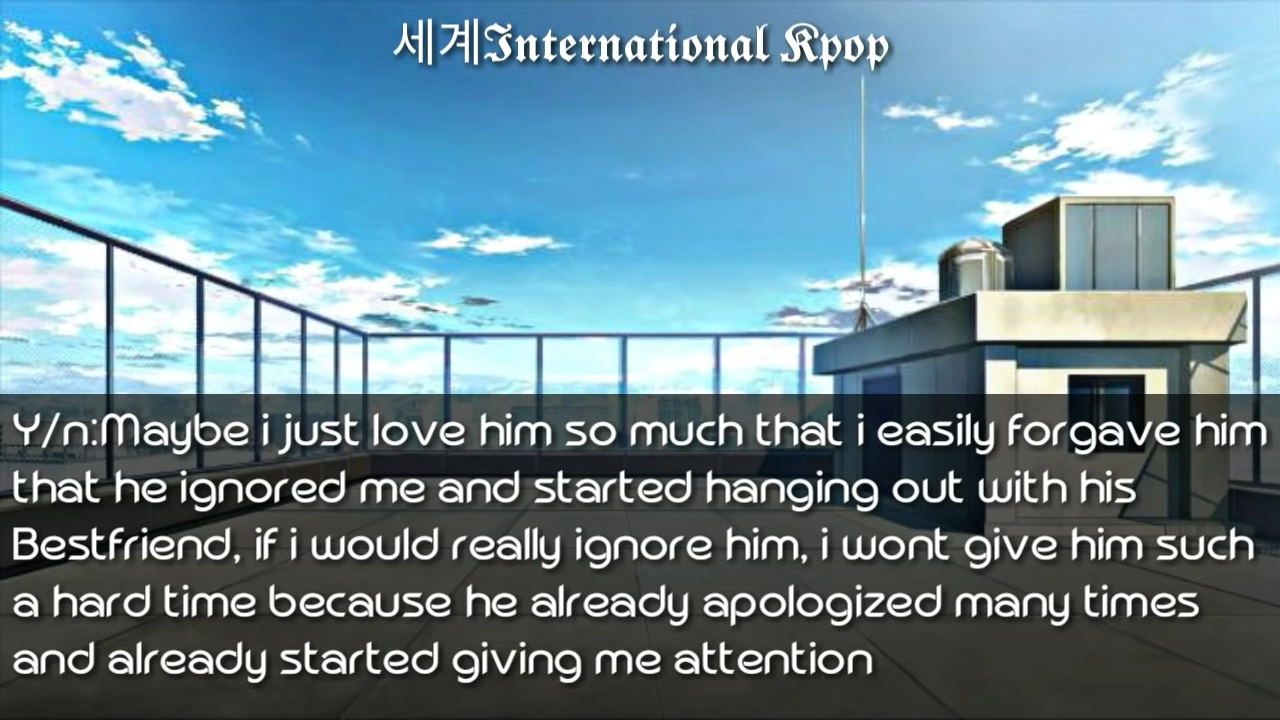 세계International Kpop
Y/n:Maybe i just love him so much that i easily forgave him
that he ignored me and started hanging out with his
Bestfriend, if i would really ignore him, i wont give him such
a hard time because he already apologized many times
and already started giving me attention